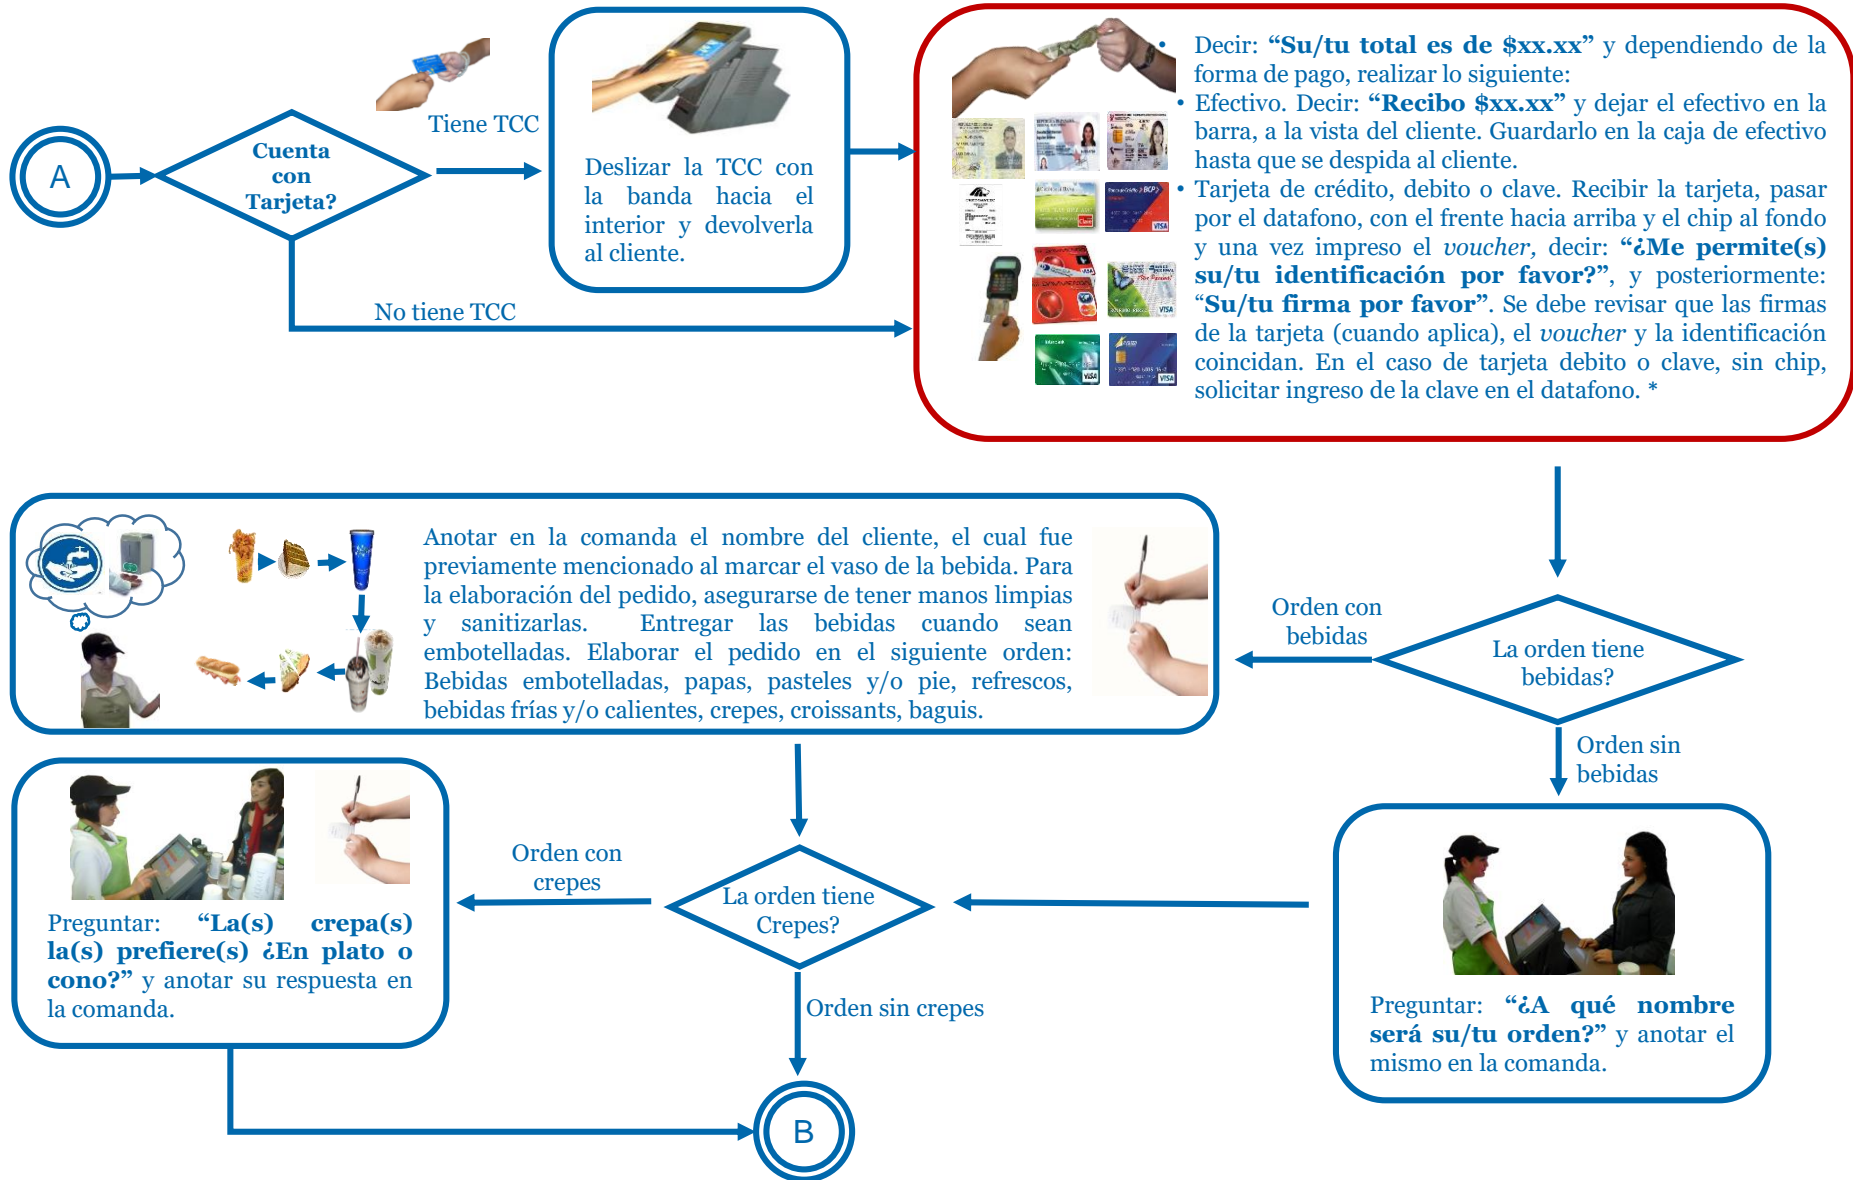 A
Cuenta
con
Tarjeta?
Tiene TCC
No tiene TCC
Deslizar la TCC con
la banda hacia el
interior y devolverla
al cliente.
• Decir: “Su/tu total es de $xx.xx” y dependiendo de la
forma de pago, realizar lo siguiente:
• Efectivo. Decir: “Recibo $xx.xx” y dejar el efectivo en la
barra, a la vista del cliente. Guardarlo en la caja de efectivo
hasta que se despida al cliente.
• Tarjeta de crédito, debito o clave. Recibir la tarjeta, pasar
por el datafono, con el frente hacia arriba y el chip al fondo
y una vez impreso el voucher, decir: “¿Me permite(s)
su/tu identificación por favor?”, y posteriormente:
“Su/tu firma por favor”. Se debe revisar que las firmas
de la tarjeta (cuando aplica), el voucher y la identificación
coincidan. En el caso de tarjeta debito o clave, sin chip,
solicitar ingreso de la clave en el datafono. *
BCP
VISA
VISA
VISA
VISA
Anotar en la comanda el nombre del cliente, el cual fue
previamente mencionado al marcar el vaso de la bebida. Para
la elaboración del pedido, asegurarse de tener manos limpias
y sanitizarlas. Entregar las bebidas cuando sean
embotelladas. Elaborar el pedido en el siguiente orden:
Bebidas embotelladas, papas, pasteles y/o pie, refrescos,
bebidas frías y/o calientes, crepes, croissants, baguis.
Orden con
bebidas
La orden tiene
bebidas?
Orden sin
bebidas
Preguntar: “La(s) crepa(s)
la(s) prefiere(s) ¿En plato o
cono?” y anotar su respuesta en
la comanda.
Orden con
crepes
La orden tiene
Crepes?
Orden sin crepes
Preguntar: “¿A qué nombre
será su/tu orden?” y anotar el
mismo en la comanda.
B